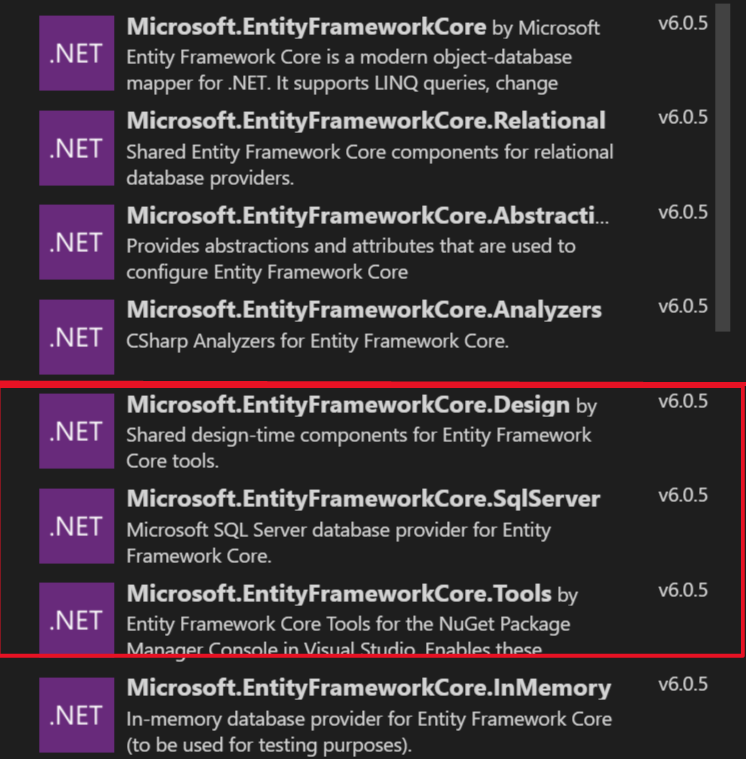 .NET
Microsoft.EntityFrameworkCore by Microsoft v6.0.5
Entity Framework Core is a modern object-database
mapper for .NET. It supports LINQ queries, change
.NET
Microsoft.EntityFrameworkCore.Relational v6.0.5
Shared Entity Framework Core components for relational
database providers.
.NET
Microsoft.EntityFrameworkCore.Abstracti... v6.0.5
Provides abstractions and attributes that are used to
configure Entity Framework Core
.NET
Microsoft.EntityFrameworkCore.Analyzers v6.0.5
CSharp Analyzers for Entity Framework Core.
.NET
Microsoft.EntityFrameworkCore.Design by v6.0.5
Shared design-time components for Entity Framework
Core tools.
.NET
Microsoft.EntityFrameworkCore.SqlServer v6.0.5
Microsoft SQL Server database provider for Entity
Framework Core.
.NET
Microsoft.EntityFrameworkCore.Tools by v6.0.5
Entity Framework Core Tools for the NuGet Package
Manager Console in Visual Studio. Enables these
.NET
Microsoft.EntityFrameworkCore.InMemory v6.0.5
In-memory database provider for Entity Framework Core
(to be used for testing purposes).